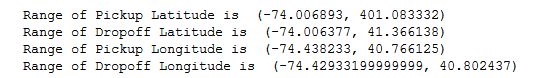 Range of Pickup Latitude is  (-74.006893, 401.083332)
Range of Dropoff Latitude is  (-74.006377, 41.366138)
Range of Pickup Longitude is  (-74.438233, 40.766125)
Range of Dropoff Longitude is  (-74.42933199999999, 40.802437)